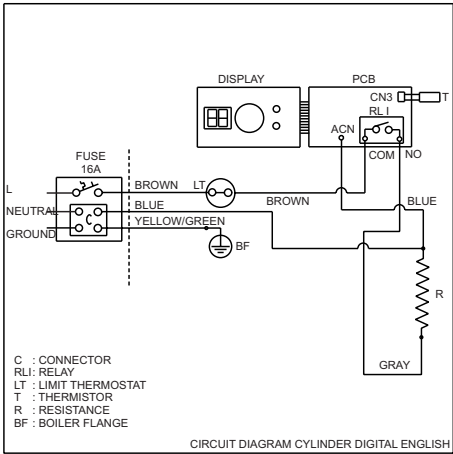 DISPLAY
PCB
CN3
T
RL I
ACN
COM
NO
FUSE
16A
L
BROWN
LT
BROWN
BLUE
NEUTRAL
C
BLUE
GROUND
YELLOW/GREEN
BF
R
GRAY
C : CONNECTOR
RLI: RELAY
LT : LIMIT THERMOSTAT
T : THERMISTOR
R : RESISTANCE
BF : BOILER FLANGE
CIRCUIT DIAGRAM CYLINDER DIGITAL ENGLISH